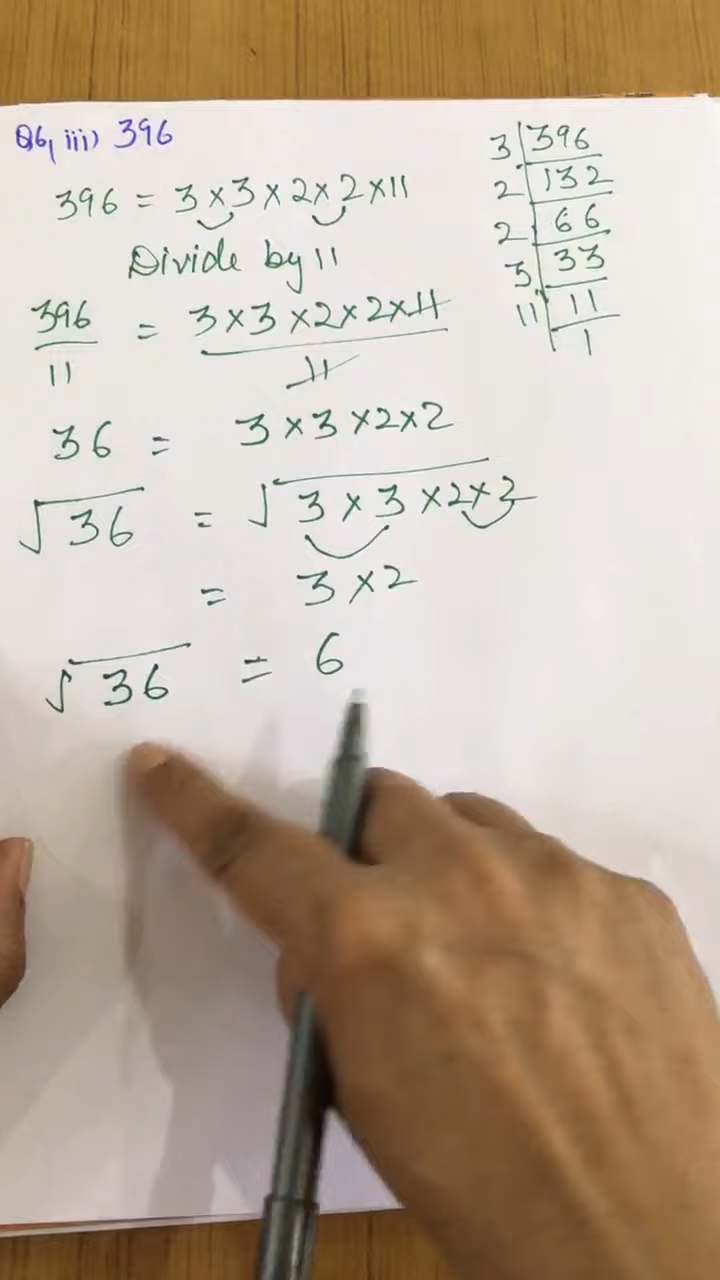 Q6, iii) 396
396 = 3 × 3 × 2 × 2 × 11
Divide by 11
396/11 = 3 × 3 × 2 × 2 × 11/11
36 = 3 × 3 × 2 × 2
√36 = √3 × 3 × 2 × 2
= 3 × 2
√36 = 6
3 | 396
2 | 132
2 | 66
3 | 33
11 | 11
1